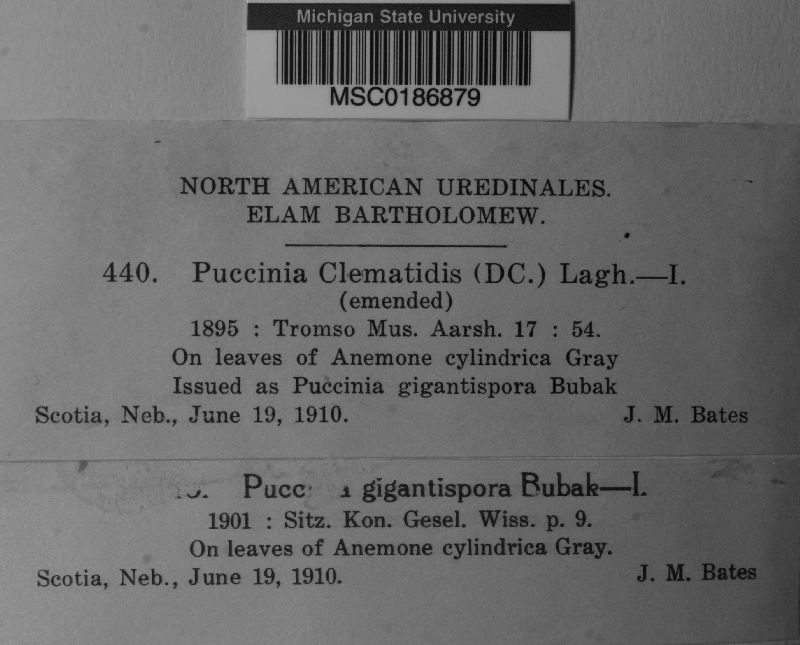 Michigan State University
MSC0186879
NORTH AMERICAN UREDINALES.
ELAM BARTHOLOMEW.
440. Puccinia Clematidis (DC.) Lagh.—I.
(emended)
1895 : Tromso Mus. Aarsh. 17 : 54.
On leaves of Anemone cylindrica Gray
Issued as Puccinia gigantispora Bubak
Scotia, Neb., June 19, 1910. J. M. Bates
gigantispora Bubak—I.
1901 : Sitz. Kon. Gesel. Wiss. p. 9.
On leaves of Anemone cylindrica Gray.
Scotia, Neb., June 19, 1910. J. M. Bates